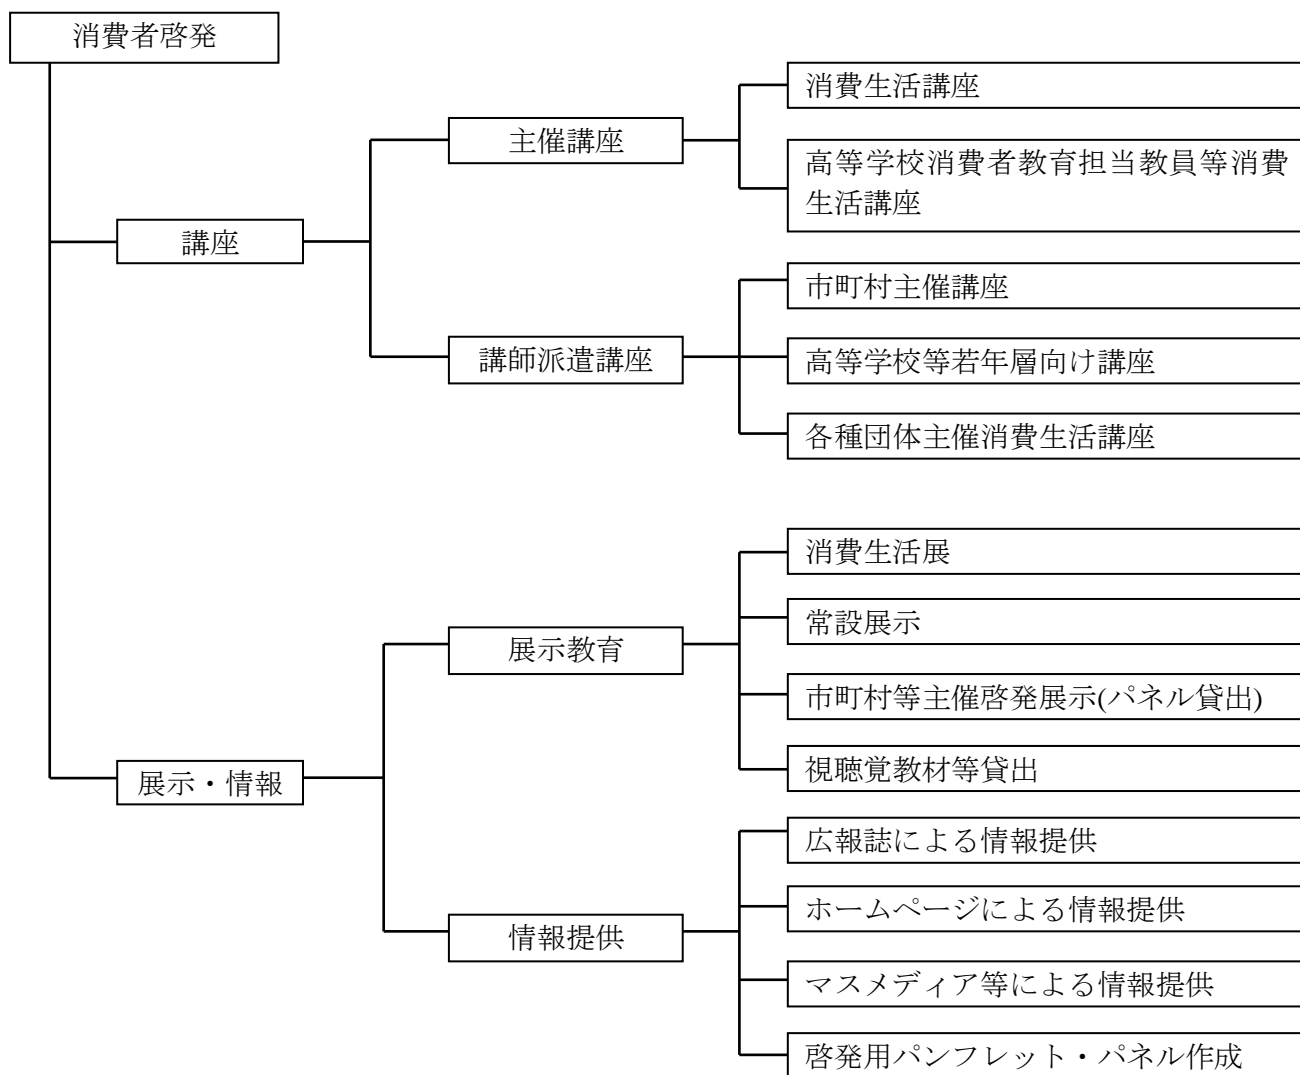 消費者啓発
講座
主催講座
消費生活講座
高等学校消費者教育担当教員等消費
生活講座
講師派遣講座
市町村主催講座
高等学校等若年層向け講座
各種団体主催消費生活講座
展示・情報
展示教育
消費生活展
常設展示
市町村等主催啓発展示(パネル貸出)
視聴覚教材等貸出
情報提供
広報誌による情報提供
ホームページによる情報提供
マスメディア等による情報提供
啓発用パンフレット・パネル作成